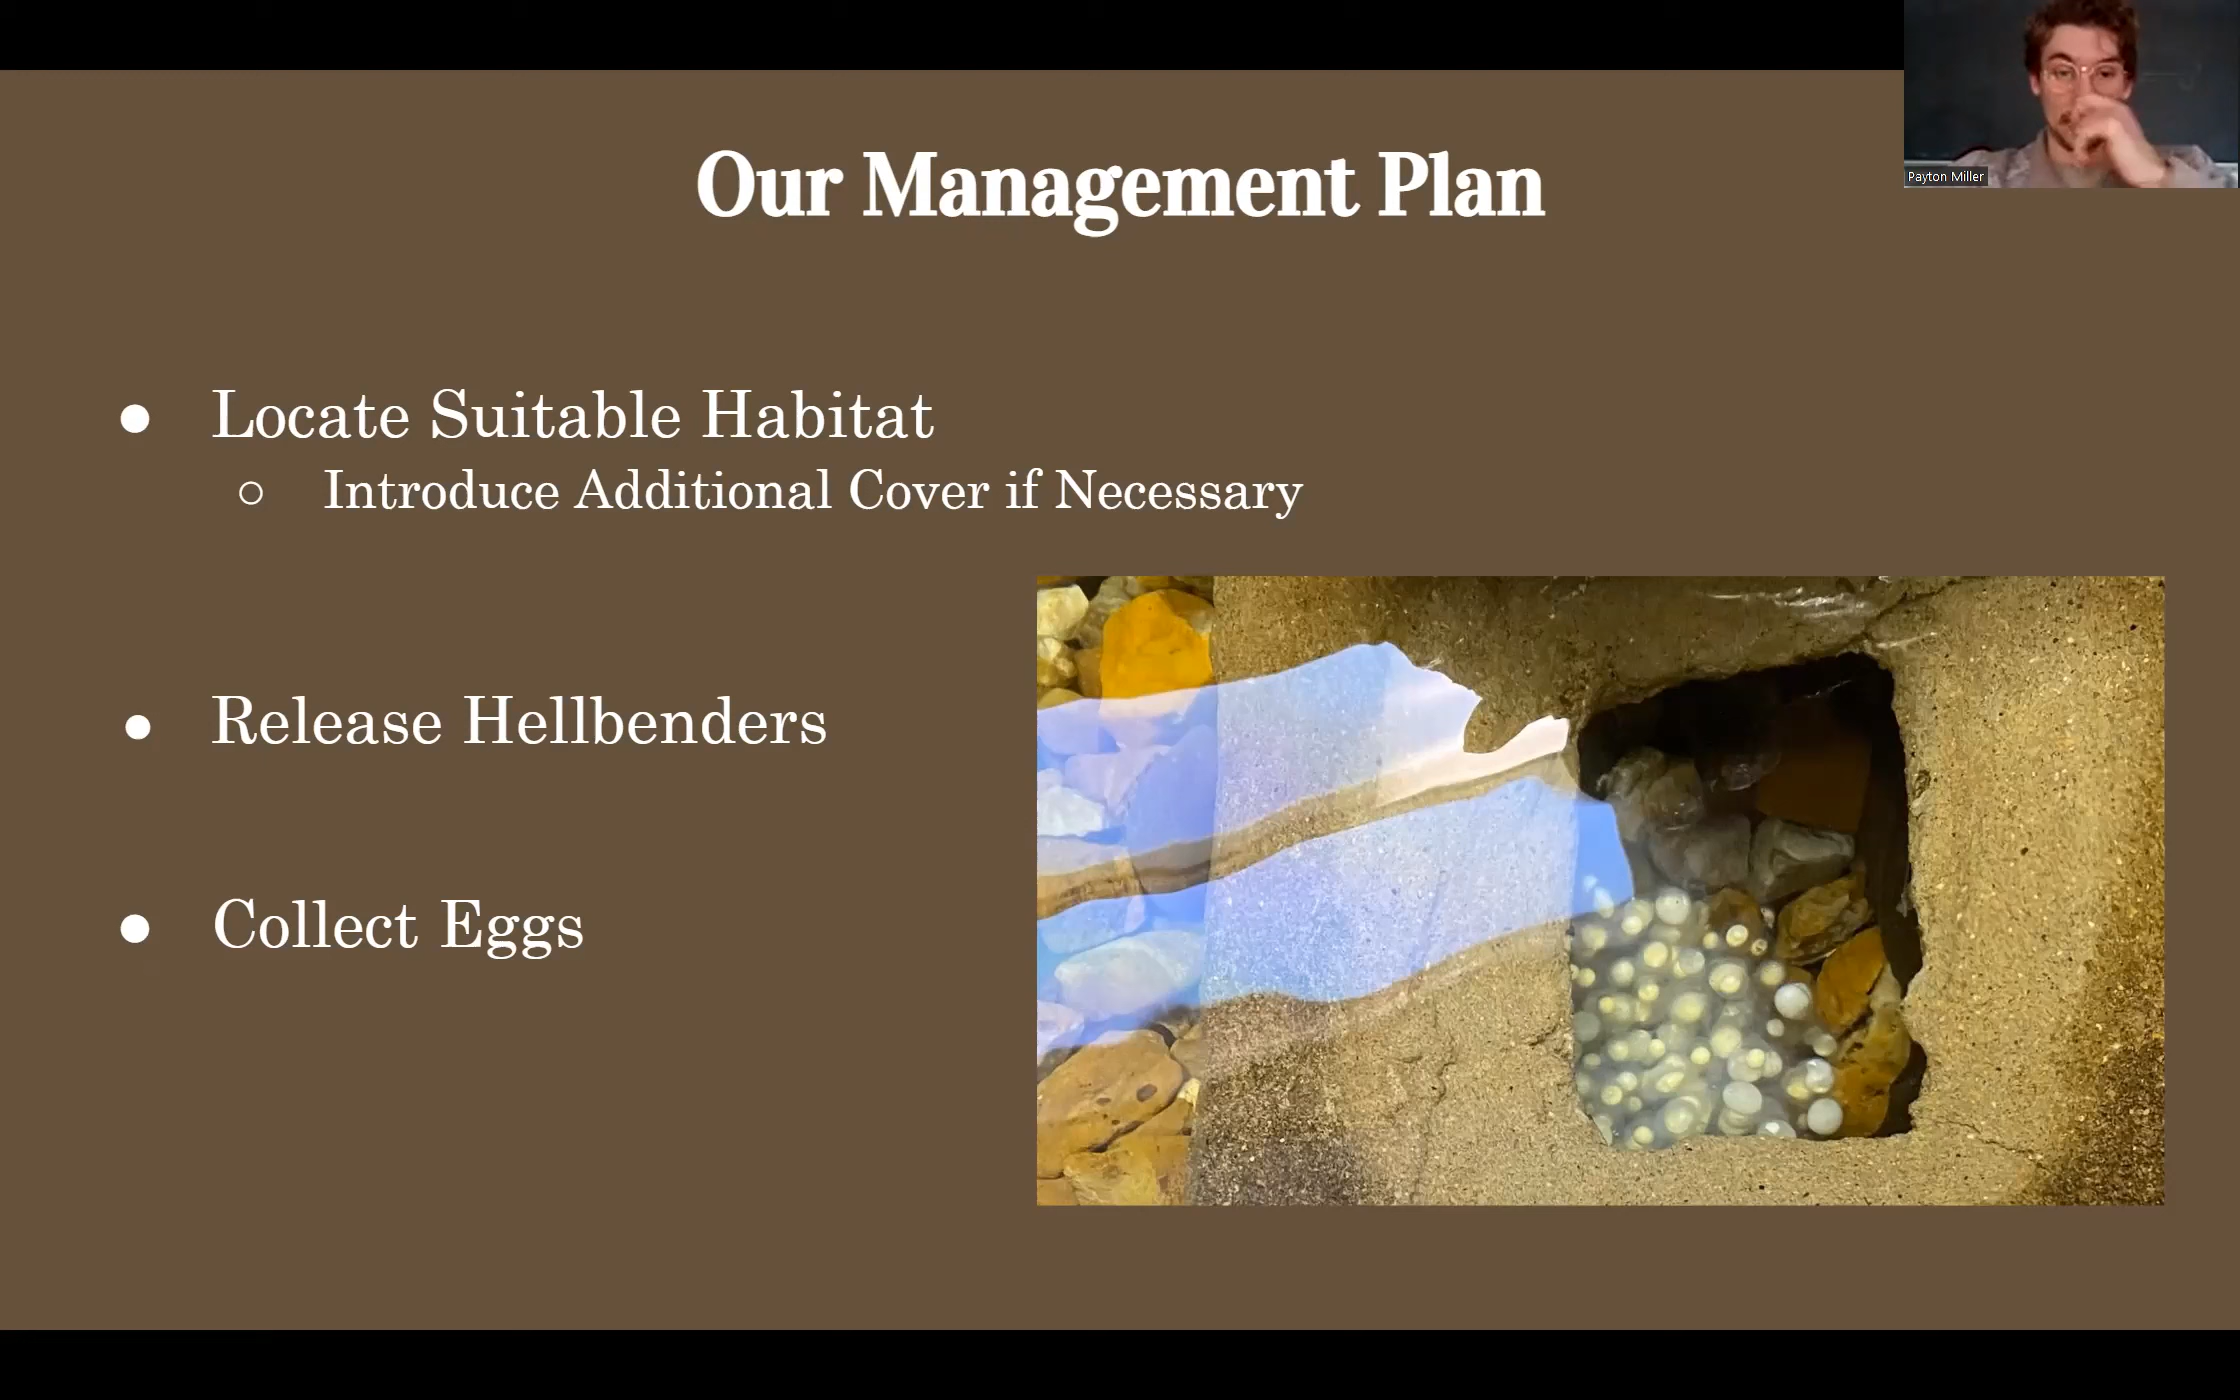 Our Management Plan
Payton Miller
● Locate Suitable Habitat
○ Introduce Additional Cover if Necessary
● Release Hellbenders
● Collect Eggs